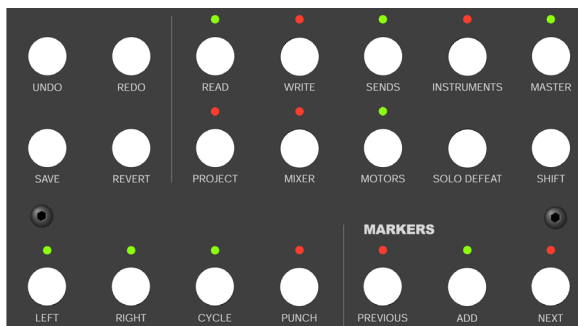 UNDO REDO READ WRITE SENDS INSTRUMENTS MASTER
SAVE REVERT PROJECT MIXER MOTORS SOLO DEFEAT SHIFT
MARKERS
LEFT RIGHT CYCLE PUNCH PREVIOUS ADD NEXT